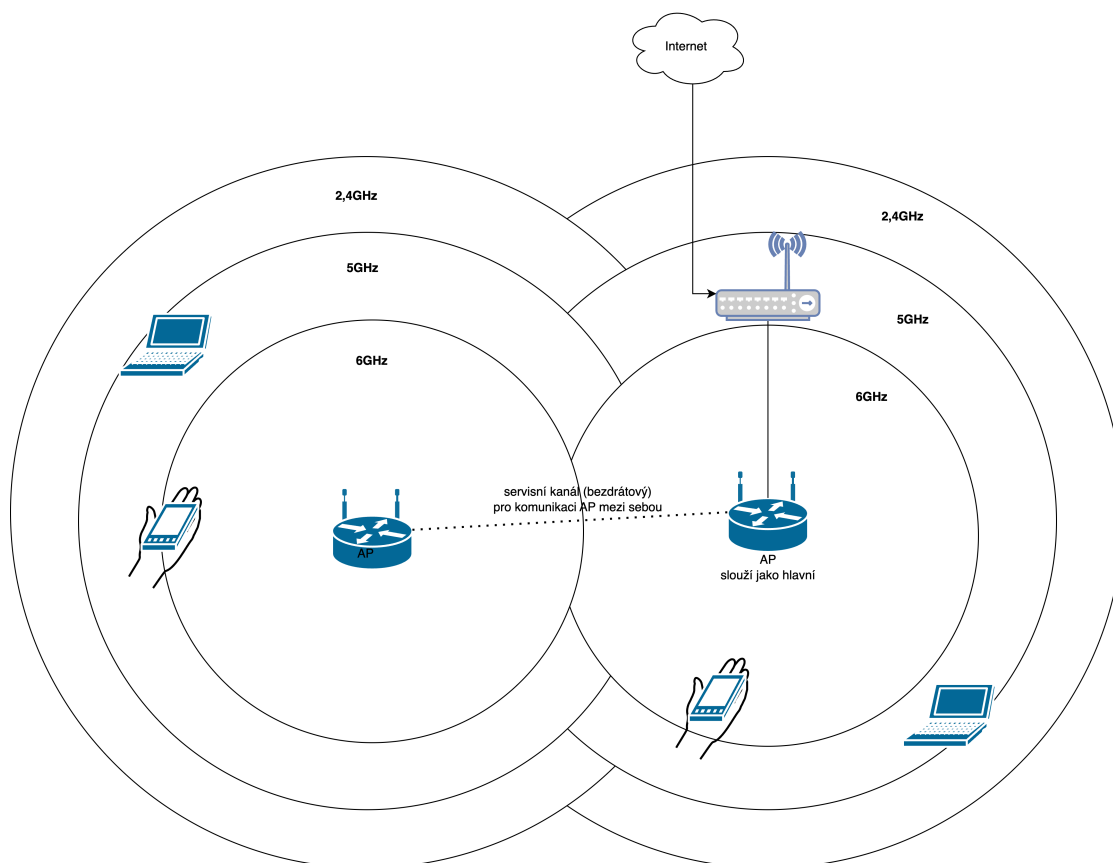 Internet
2,4GHz
2,4GHz
5GHz
5GHz
6GHz
6GHz
servisní kanál (bezdrátový)
pro komunikaci AP mezi sebou
AP
AP
slouží jako hlavní